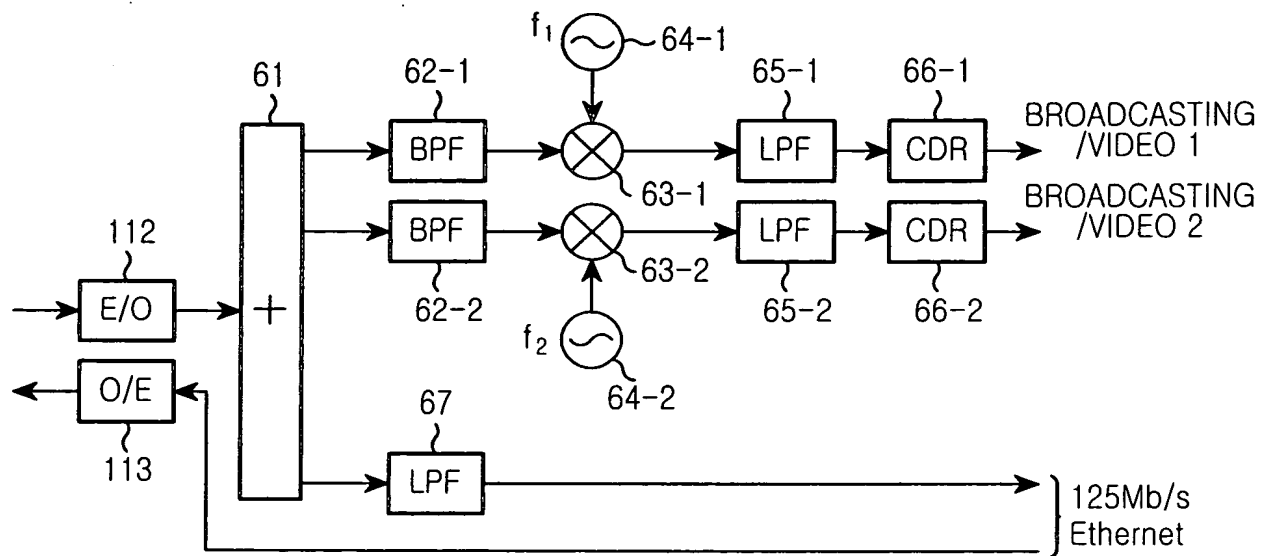 f₁
64-1
61
62-1
65-1
66-1
BPF
LPF
CDR
BROADCASTING
/VIDEO 1
63-1
BPF
LPF
CDR
BROADCASTING
/VIDEO 2
112
63-2
62-2
65-2
66-2
E/O
+
f₂
64-2
O/E
113
67
LPF
125Mb/s
Ethernet